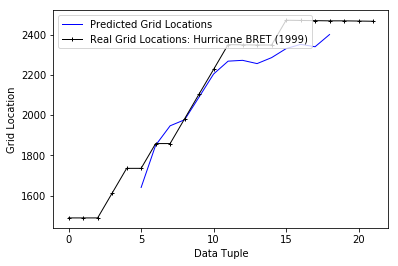 Predicted Grid Locations
Real Grid Locations: Hurricane BRET (1999)
2400
2200
2000
1800
1600
Grid Location
0
5
10
15
20
Data Tuple